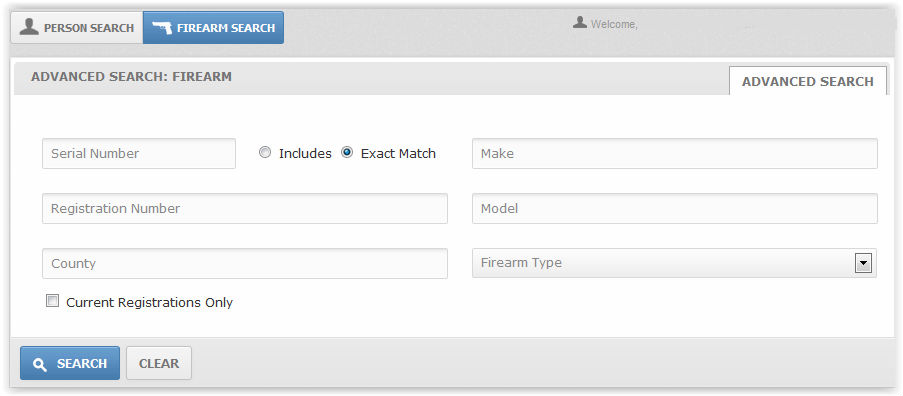 PERSON SEARCH FIREARM SEARCH Welcome,
ADVANCED SEARCH: FIREARM ADVANCED SEARCH
Serial Number Includes Exact Match Make
Registration Number Model
County Firearm Type
Current Registrations Only
SEARCH CLEAR